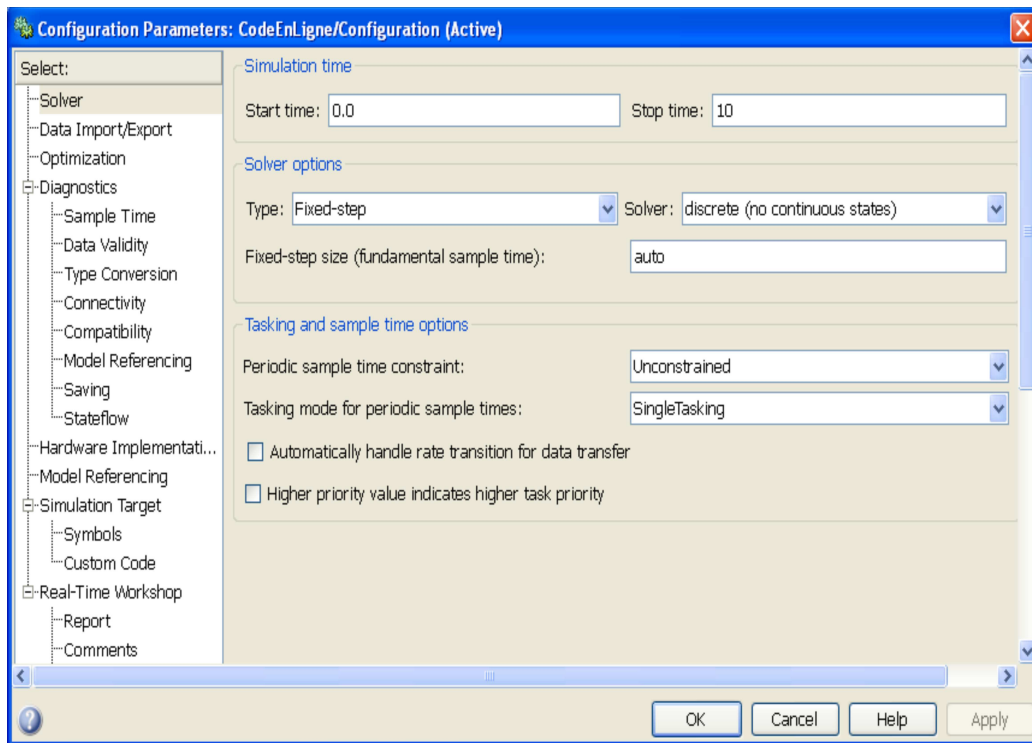 Configuration Parameters: CodeEnLigne/Configuration (Active)
Select:
Solver
Data Import/Export
Optimization
Diagnostics
Sample Time
Data Validity
Type Conversion
Connectivity
Compatibility
Model Referencing
Saving
Stateflow
Hardware Implementati...
Model Referencing
Simulation Target
Symbols
Custom Code
Real-Time Workshop
Report
Comments
Simulation time
Start time: 0.0 Stop time: 10
Solver options
Type: Fixed-step Solver: discrete (no continuous states)
Fixed-step size (fundamental sample time): auto
Tasking and sample time options
Periodic sample time constraint: Unconstrained
Tasking mode for periodic sample times: SingleTasking
Automatically handle rate transition for data transfer
Higher priority value indicates higher task priority
OK Cancel Help Apply